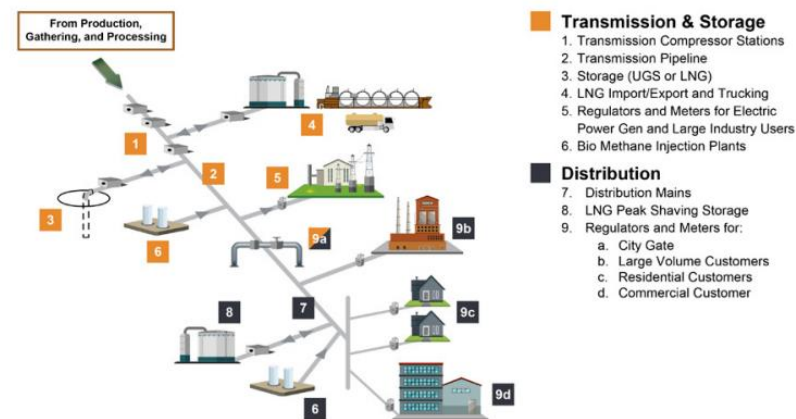 From Production,
Gathering, and Processing
1
2
3
4
5
6
9a
9b
7
8
9c
6
9d
Transmission & Storage
1. Transmission Compressor Stations
2. Transmission Pipeline
3. Storage (UGS or LNG)
4. LNG Import/Export and Trucking
5. Regulators and Meters for Electric
Power Gen and Large Industry Users
6. Bio Methane Injection Plants
Distribution
7. Distribution Mains
8. LNG Peak Shaving Storage
9. Regulators and Meters for:
a. City Gate
b. Large Volume Customers
c. Residential Customers
d. Commercial Customer